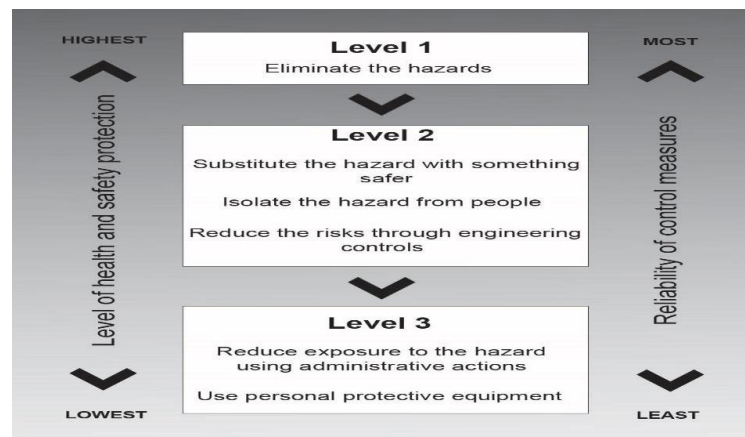 HIGHEST
Level of health and safety protection
LOWEST
Level 1
Eliminate the hazards
Level 2
Substitute the hazard with something
safer
Isolate the hazard from people
Reduce the risks through engineering
controls
Level 3
Reduce exposure to the hazard
using administrative actions
Use personal protective equipment
MOST
Reliability of control measures
LEAST